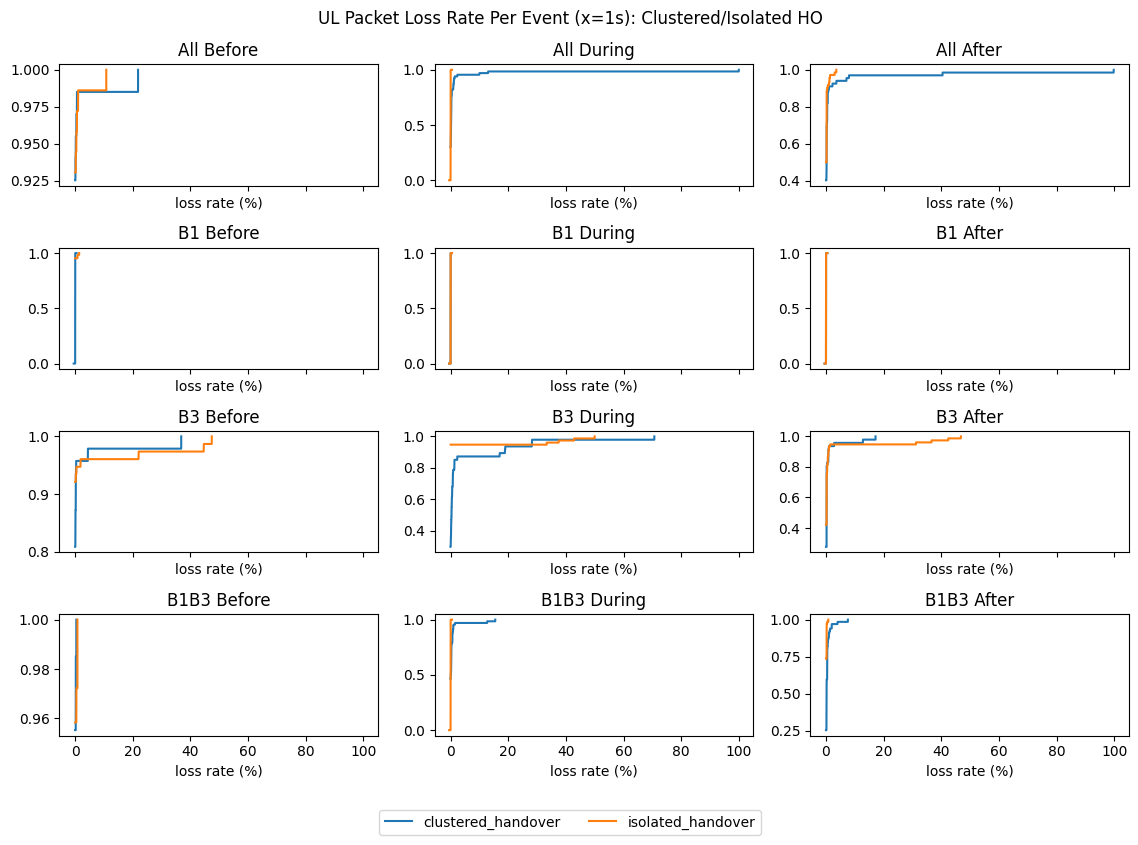 UL Packet Loss Rate Per Event (x=1s): Clustered/Isolated HO
All Before
All During
All After
1.000
0.975
0.950
0.925
loss rate (%)
1.0
0.5
0.0
loss rate (%)
1.0
0.8
0.6
0.4
loss rate (%)
B1 Before
B1 During
B1 After
1.0
0.5
0.0
loss rate (%)
1.0
0.5
0.0
loss rate (%)
1.0
0.5
0.0
loss rate (%)
B3 Before
B3 During
B3 After
1.0
0.9
0.8
loss rate (%)
1.0
0.8
0.6
0.4
loss rate (%)
1.0
0.8
0.6
0.4
loss rate (%)
B1B3 Before
B1B3 During
B1B3 After
1.00
0.98
0.96
0 20 40 60 80 100
loss rate (%)
1.0
0.5
0.0
0 20 40 60 80 100
loss rate (%)
1.00
0.75
0.50
0.25
0 20 40 60 80 100
loss rate (%)
clustered_handover
isolated_handover